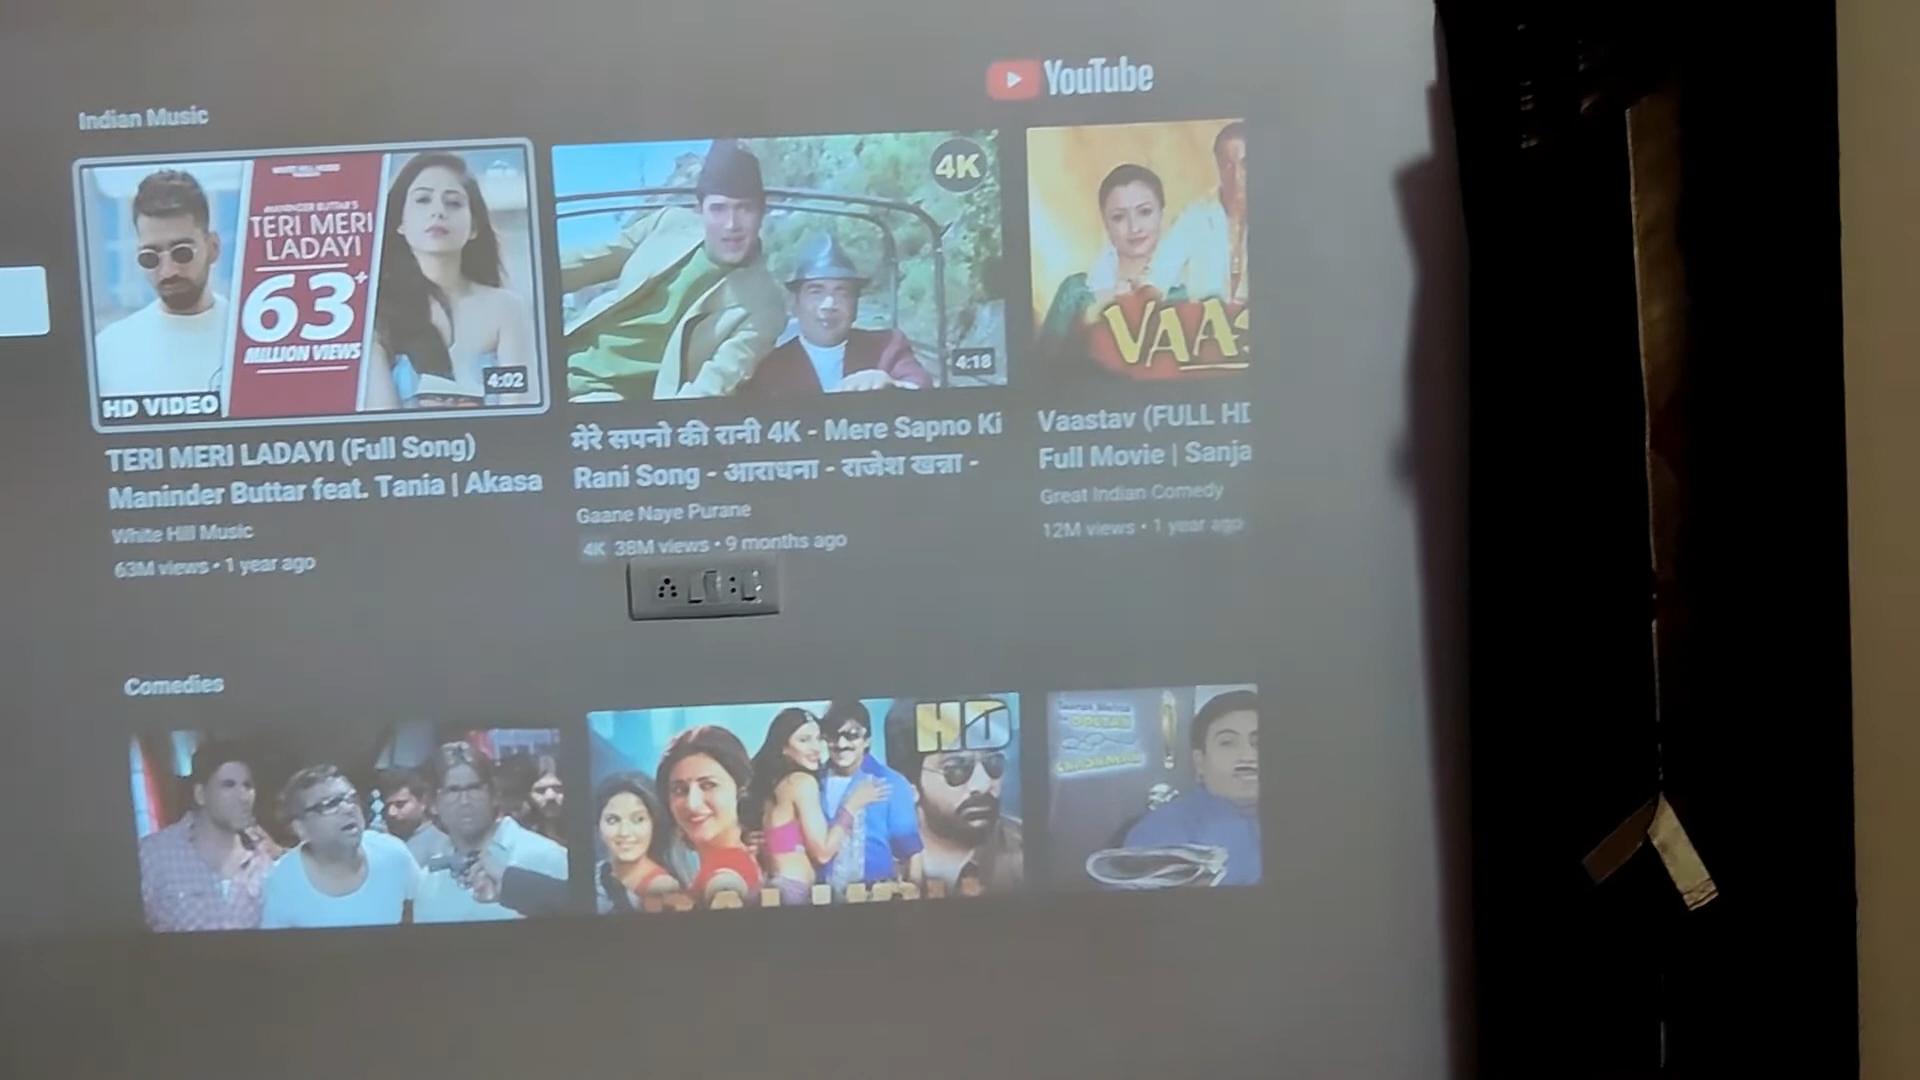 YouTube
Indian Music
MANINDER BUTTAR'S
TERI MERI
LADAYI
63+
MILLION VIEWS
HD VIDEO
4:02
4K
4:18
TERI MERI LADAYI (Full Song)
Maninder Buttar feat. Tania | Akasa
White Hill Music
63M views • 1 year ago
मेरे सपनो की रानी 4K - Mere Sapno Ki
Rani Song - आराधना - राजेश खन्ना -
Gaane Naye Purane
4K 38M views • 9 months ago
Vaastav (FULL HD
Full Movie | Sanja
Great Indian Comedy
12M views • 1 year ago
Comedies
HD